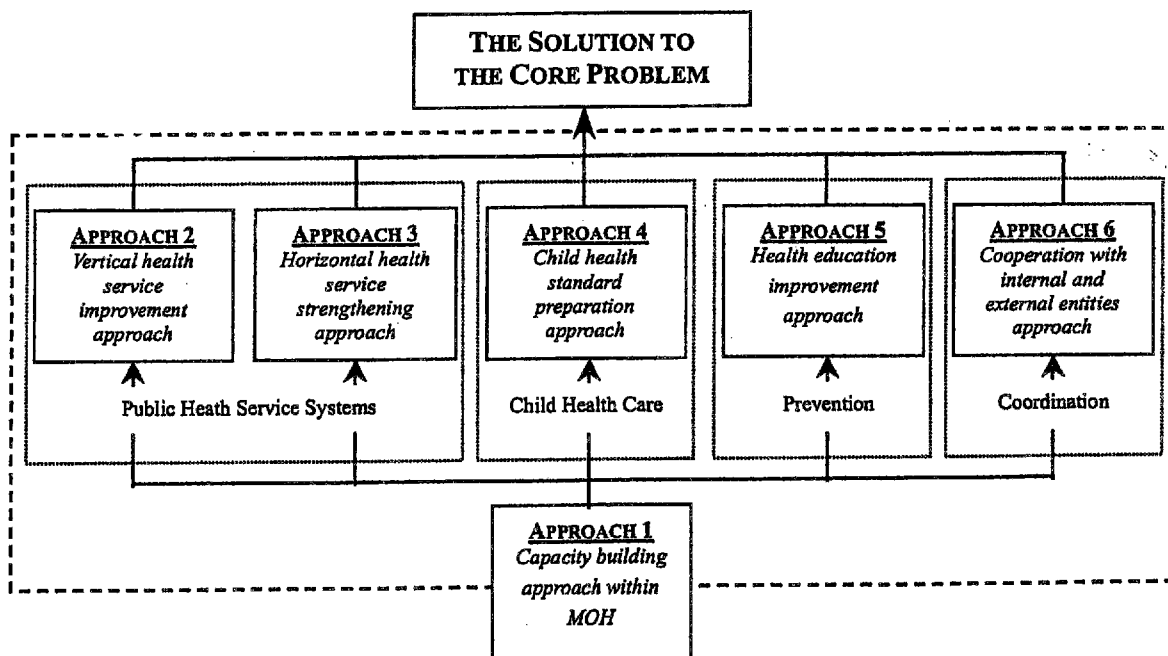 THE SOLUTION TO
THE CORE PROBLEM
APPROACH 2
Vertical health
service
improvement
approach
APPROACH 3
Horizontal health
service
strengthening
approach
APPROACH 4
Child health
standard
preparation
approach
APPROACH 5
Health education
improvement
approach
APPROACH 6
Cooperation with
internal and
external entities
approach
Public Heath Service Systems
Child Health Care
Prevention
Coordination
APPROACH 1
Capacity building
approach within
MOH